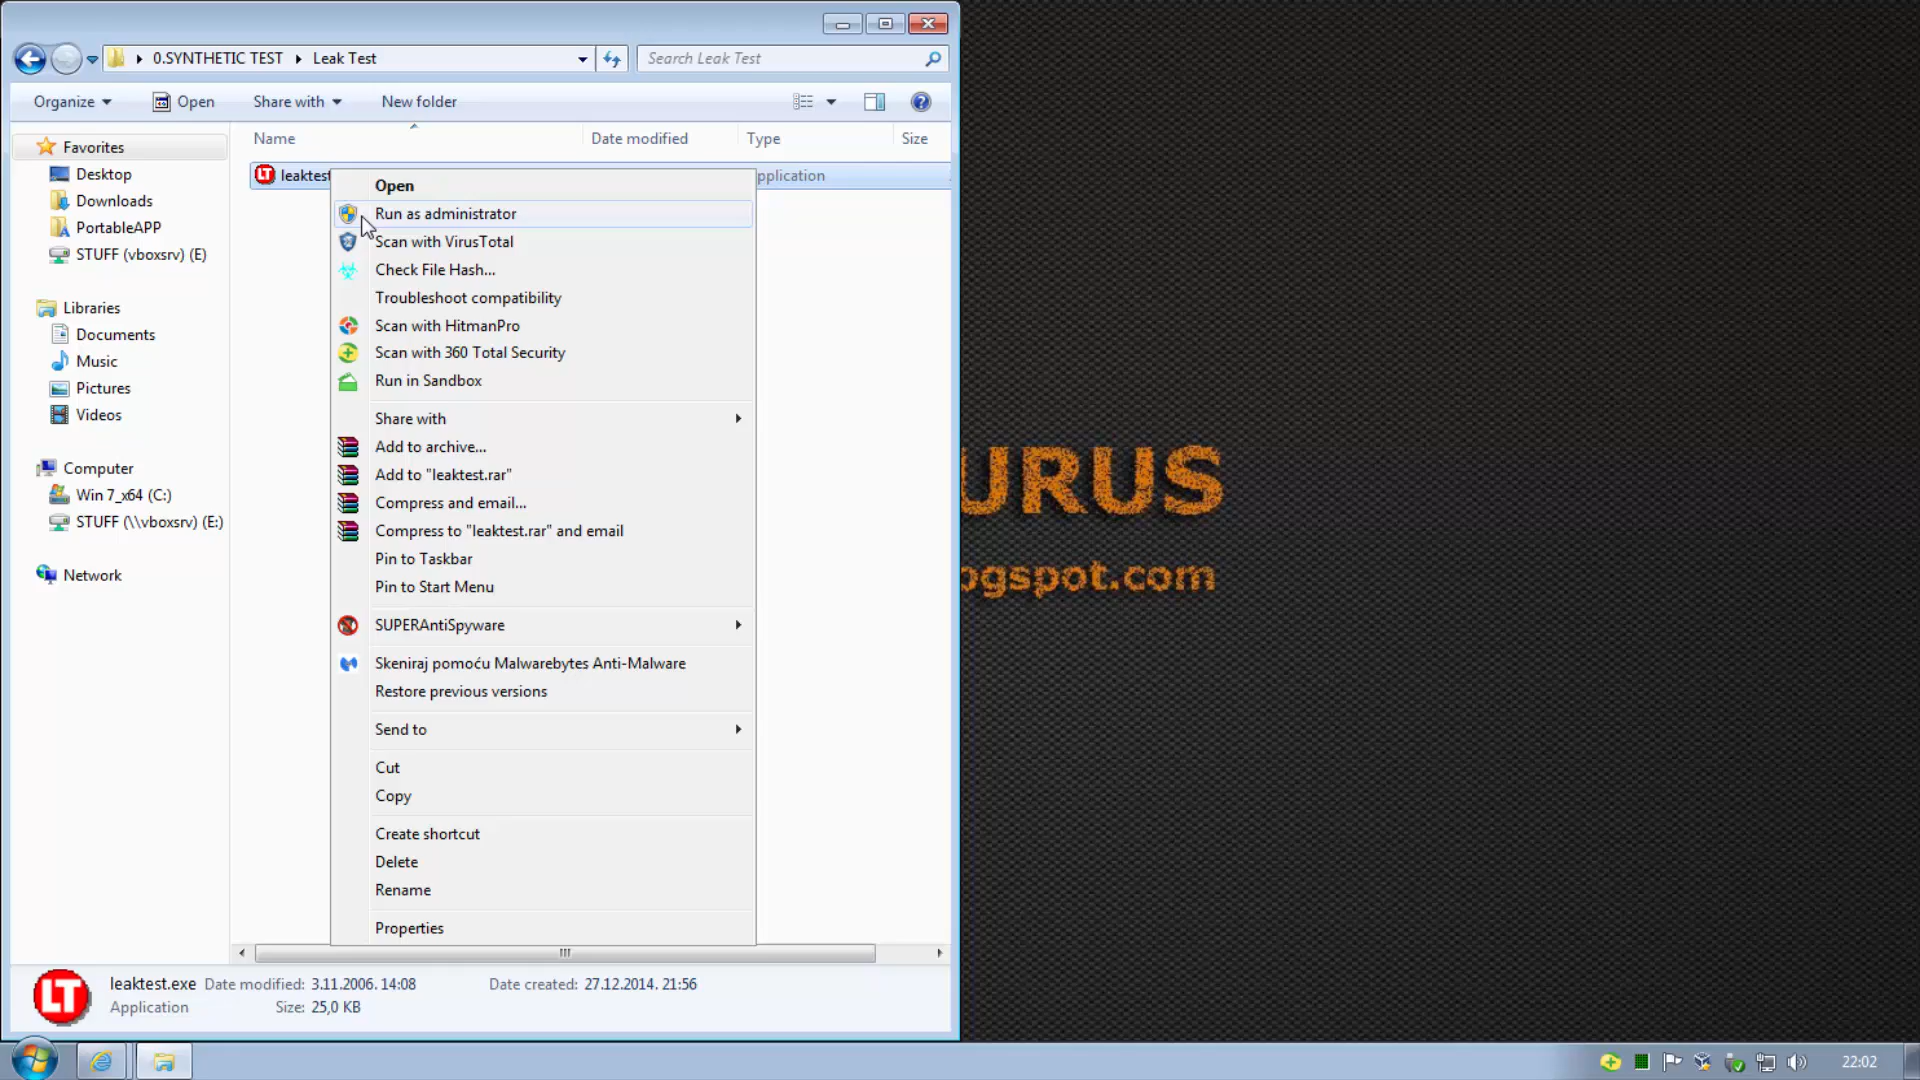 0.SYNTHETIC TEST Leak Test
Search Leak Test
Organize Open Share with New folder
Name Date modified Type Size
Favorites
Desktop
Downloads
PortableAPP
STUFF (vboxsrv) (E)
Libraries
Documents
Music
Pictures
Videos
Computer
Win 7_x64 (C:)
STUFF (\\vboxsrv) (E:)
Network
LT leaktest pplication
Open
Run as administrator
Scan with VirusTotal
Check File Hash...
Troubleshoot compatibility
Scan with HitmanPro
Scan with 360 Total Security
Run in Sandbox
Share with
Add to archive...
Add to "leaktest.rar"
Compress and email...
Compress to "leaktest.rar" and email
Pin to Taskbar
Pin to Start Menu
SUPERAntiSpyware
Skeniraj pomoću Malwarebytes Anti-Malware
Restore previous versions
Send to
Cut
Copy
Create shortcut
Delete
Rename
Properties
URUS
ogspot.com
LT
leaktest.exe Date modified: 3.11.2006. 14:08 Date created: 27.12.2014. 21:56
Application Size: 25,0 KB
22:02